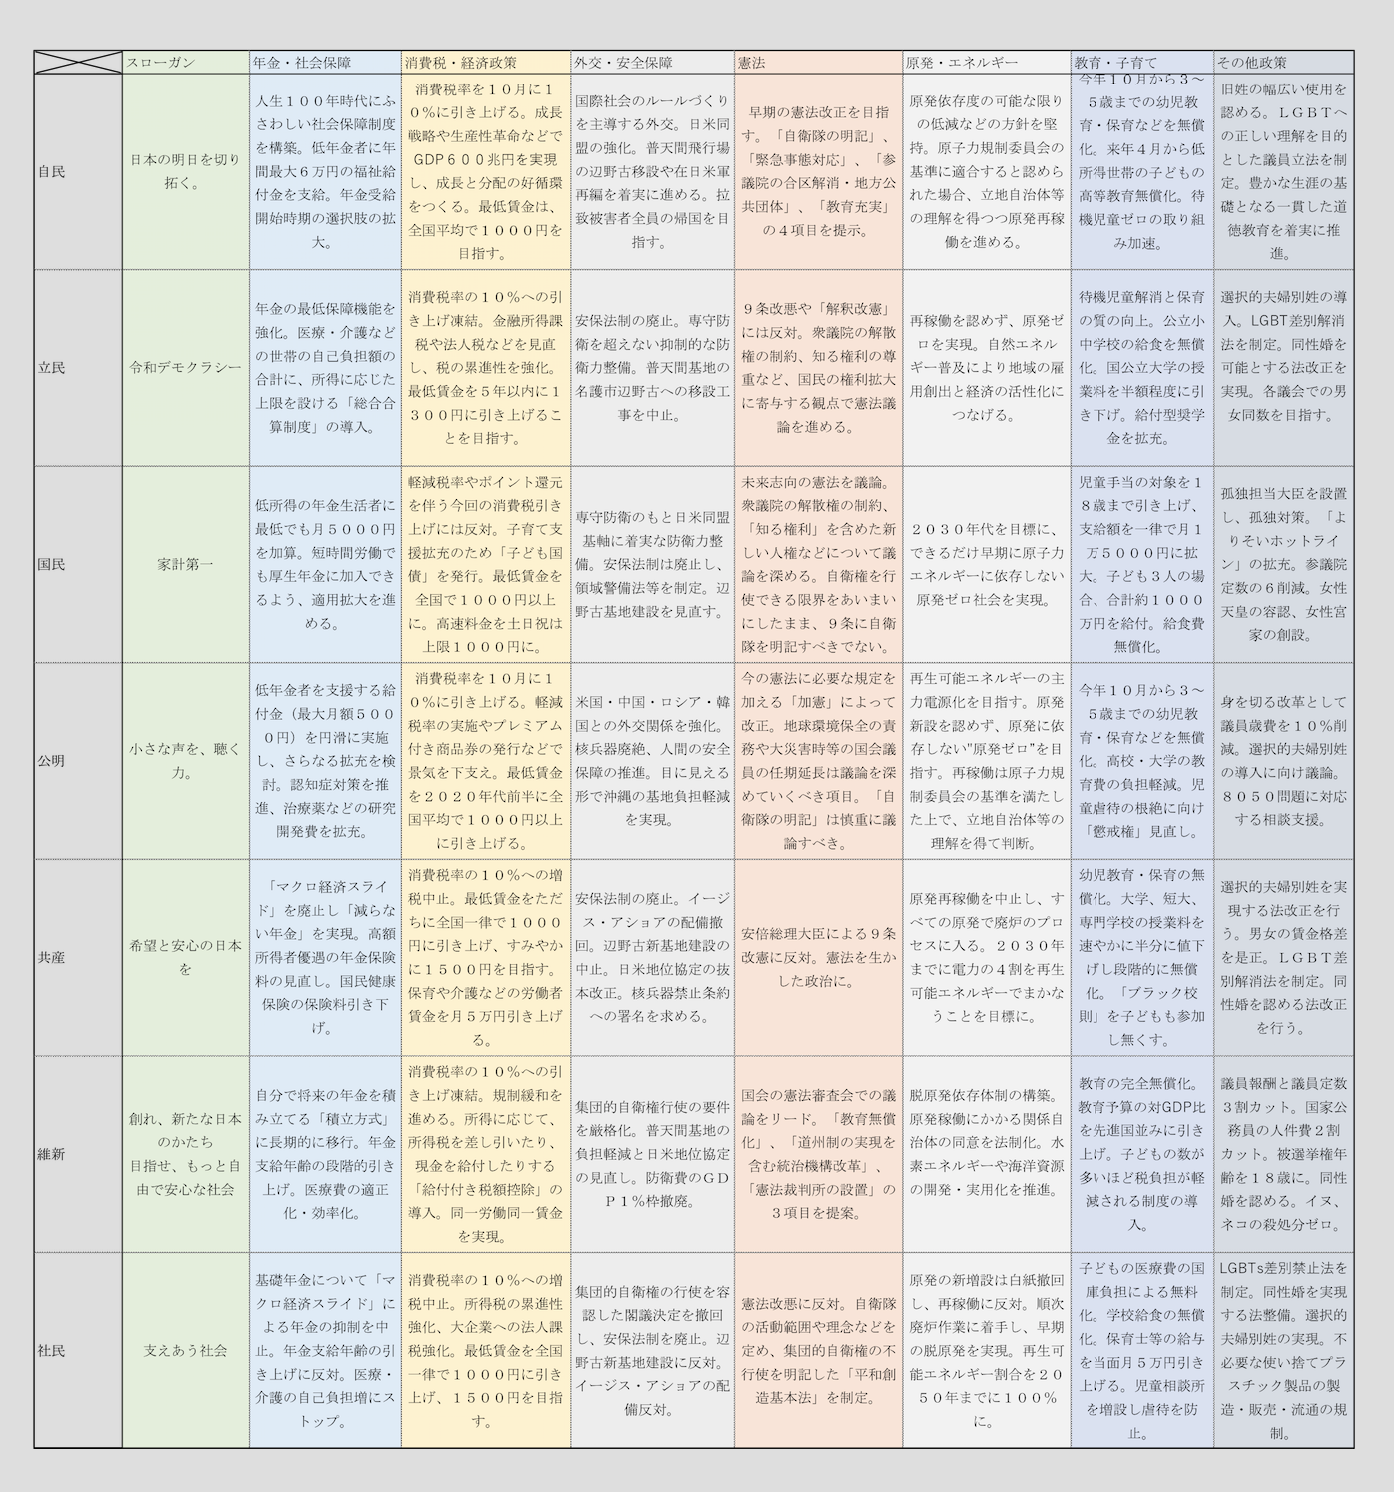 スローガン
年金・社会保障
消費税・経済政策
外交・安全保障
憲法
原発・エネルギー
教育・子育て
その他政策
自民
日本の明日を切り
拓く。
人生１００年時代にふ
さわしい社会保障制度
を構築。低年金者に年
間最大６万円の福祉給
付金を支給。年金受給
開始時期の選択肢の拡
大。
消費税率を１０月に１
０％に引き上げる。成長
戦略や生産性革命などで
GDP６００兆円を実現
し、成長と分配の好循環
をつくる。最低賃金は、
全国平均で１０００円を
目指す。
国際社会のルールづくり
を主導する外交。日米同
盟の強化。普天間飛行場
の辺野古移設や在日米軍
再編を着実に進める。拉
致被害者全員の帰国を目
指す。
早期の憲法改正を目指
す。「自衛隊の明記」、
「緊急事態対応」、「参
議院の合区解消・地方公
共団体」、「教育充実」
の４項目を提示。
原発依存度の可能な限り
の低減などの方針を堅
持。原子力規制委員会の
基準に適合すると認めら
れた場合、立地自治体等
の理解を得つつ原発再稼
働を進める。
今年１０月から３〜
５歳までの幼児教
育・保育などを無償
化。来年４月から低
所得世帯の子どもの
高等教育無償化。待
機児童ゼロの取り組
み加速。
旧姓の幅広い使用を
認める。ＬＧＢＴへ
の正しい理解を目的
とした議員立法を制
定。豊かな生涯の基
礎となる一貫した道
徳教育を着実に推
進。
立民
令和デモクラシー
年金の最低保障機能を
強化。医療・介護など
の世帯の自己負担額の
合計に、所得に応じた
上限を設ける「総合合
算制度」の導入。
消費税率の１０％への引
き上げ凍結。金融所得課
税や法人税などを見直
し、税の累進性を強化。
最低賃金を５年以内に１
３００円に引き上げるこ
とを目指す。
安保法制の廃止。専守防
衛を超えない抑制的な防
衛力整備。普天間基地の
名護市辺野古への移設工
事を中止。
９条改悪や「解釈改憲」
には反対。衆議院の解散
権の制約、知る権利の尊
重など、国民の権利拡大
に寄与する観点で憲法議
論を進める。
再稼働を認めず、原発ゼ
ロを実現。自然エネル
ギー普及により地域の雇
用創出と経済の活性化に
つなげる。
待機児童解消と保育
の質の向上。公立小
中学校の給食を無償
化。国公立大学の授
業料を半額程度に引
き下げ。給付型奨学
金を拡充。
選択的夫婦別姓の導
入。LGBT差別解消
法を制定。同性婚を
可能とする法改正を
実現。各議会での男
女同数を目指す。
国民
家計第一
低所得の年金生活者に
最低でも月５０００円
を加算。短時間労働で
も厚生年金に加入でき
るよう、適用拡大を進
める。
軽減税率やポイント還元
を伴う今回の消費税引き
上げには反対。子育て支
援拡充のため「子ども国
債」を発行。最低賃金を
全国で１０００円以上
に。高速料金を土日祝は
上限１０００円に。
専守防衛のもと日米同盟
基軸に着実な防衛力整
備。安保法制は廃止し、
領域警備法等を制定。辺
野古基地建設を見直す。
未来志向の憲法を議論。
衆議院の解散権の制約、
「知る権利」を含めた新
しい人権などについて議
論を深める。自衛権を行
使できる限界をあいまい
にしたまま、９条に自衛
隊を明記すべきでない。
２０３０年代を目標に、
できるだけ早期に原子力
エネルギーに依存しない
原発ゼロ社会を実現。
児童手当の対象を１
８歳まで引き上げ、
支給額を一律で月１
万５０００円に拡
大。子ども３人の場
合、合計約１０００
万円を給付。給食費
無償化。
孤独担当大臣を設置
し、孤独対策。「よ
りそいホットライ
ン」の拡充。参議院
定数の６削減。女性
天皇の容認、女性宮
家の創設。
公明
小さな声を、聴く
力。
低年金者を支援する給
付金（最大月額５００
０円）を円滑に実施
し、さらなる拡充を検
討。認知症対策を推
進、治療薬などの研究
開発費を拡充。
消費税率を１０月に１
０％に引き上げる。軽減
税率の実施やプレミアム
付き商品券の発行などで
景気を下支え。最低賃金
を２０２０年代前半に全
国平均で１０００円以上
に引き上げる。
米国・中国・ロシア・韓
国との外交関係を強化。
核兵器廃絶、人間の安全
保障の推進。目に見える
形で沖縄の基地負担軽減
を実現。
今の憲法に必要な規定を
加える「加憲」によって
改正。地球環境保全の責
務や大災害時等の国会議
員の任期延長は議論を深
めていくべき項目。「自
衛隊の明記」は慎重に議
論すべき。
再生可能エネルギーの主
力電源化を目指す。原発
新設を認めず、原発に依
存しない"原発ゼロ"を目
指す。再稼働は原子力規
制委員会の基準を満たし
た上で、立地自治体等の
理解を得て判断。
今年１０月から３〜
５歳までの幼児教
育・保育などを無償
化。高校・大学の教
育費の負担軽減。児
童虐待の根絶に向け
「懲戒権」見直し。
身を切る改革として
議員歳費を１０％削
減。選択的夫婦別姓
の導入に向け議論。
８０５０問題に対応
する相談支援。
共産
希望と安心の日本
を
「マクロ経済スライ
ド」を廃止し「減らな
い年金」を実現。高額
所得者優遇の年金保険
料の見直し。国民健康
保険の保険料引き下
げ。
消費税率の１０％への増
税中止。最低賃金をただ
ちに全国一律で１０００
円に引き上げ、すみやか
に１５００円を目指す。
保育や介護などの労働者
賃金を月５万円引き上げ
る。
安保法制の廃止。イージ
ス・アショアの配備撤
回。辺野古新基地建設の
中止。日米地位協定の抜
本改正。核兵器禁止条約
への署名を求める。
安倍総理大臣による９条
改憲に反対。憲法を生か
した政治に。
原発再稼働を中止し、す
べての原発で廃炉のプロ
セスに入る。２０３０年
までに電力の４割を再生
可能エネルギーでまかな
うことを目標に。
幼児教育・保育の無
償化。大学、短大、
専門学校の授業料を
速やかに半分に値下
げし段階的に無償
化。「ブラック校
則」を子どもも参加
し無くす。
選択的夫婦別姓を実
現する法改正を行
う。男女の賃金格差
を是正。ＬＧＢＴ差
別解消法を制定。同
性婚を認める法改正
を行う。
維新
創れ、新たな日本
のかたち
目指せ、もっと自
由で安心な社会
自分で将来の年金を積
み立てる「積立方式」
に長期的に移行。年金
支給年齢の段階的引き
上げ。医療費の適正
化・効率化。
消費税率の１０％への引
き上げ凍結。規制緩和を
進める。所得に応じて、
所得税を差し引いたり、
現金を給付したりする
「給付付き税額控除」の
導入。同一労働同一賃金
を実現。
集団的自衛権行使の要件
を厳格化。普天間基地の
負担軽減と日米地位協定
の見直し。防衛費のＧＤ
Ｐ１％枠撤廃。
国会の憲法審査会での議
論をリード。「教育無償
化」、「道州制の実現を
含む統治機構改革」、
「憲法裁判所の設置」の
３項目を提案。
脱原発依存体制の構築。
原発稼働にかかる関係自
治体の同意を法制化。水
素エネルギーや海洋資源
の開発・実用化を推進。
教育の完全無償化。
教育予算の対GDP比
を先進国並みに引き
上げ。子どもの数が
多いほど税負担が軽
減される制度の導
入。
議員報酬と議員定数
３割カット。国家公
務員の人件費２割
カット。被選挙権年
齢を１８歳に。同性
婚を認める。イヌ、
ネコの殺処分ゼロ。
社民
支えあう社会
基礎年金について「マ
クロ経済スライド」に
よる年金の抑制を中
止。年金支給年齢の引
き上げに反対。医療・
介護の自己負担増にス
トップ。
消費税率の１０％への増
税中止。所得税の累進性
強化、大企業への法人課
税強化。最低賃金を全国
一律で１０００円に引き
上げ、１５００円を目指
す。
集団的自衛権の行使を容
認した閣議決定を撤回
し、安保法制を廃止。辺
野古新基地建設に反対。
イージス・アショアの配
備反対。
憲法改悪に反対。自衛隊
の活動範囲や理念などを
定め、集団的自衛権の不
行使を明記した「平和創
造基本法」を制定。
原発の新増設は白紙撤回
し、再稼働に反対。順次
廃炉作業に着手し、早期
の脱原発を実現。再生可
能エネルギー割合を２０
５０年までに１００％
に。
子どもの医療費の国
庫負担による無料
化。学校給食の無償
化。保育士等の給与
を当面月５万円引き
上げる。児童相談所
を増設し虐待を防
止。
LGBTs差別禁止法を
制定。同性婚を実現
する法整備。選択的
夫婦別姓の実現。不
必要な使い捨てプラ
スチック製品の製
造・販売・流通の規
制。